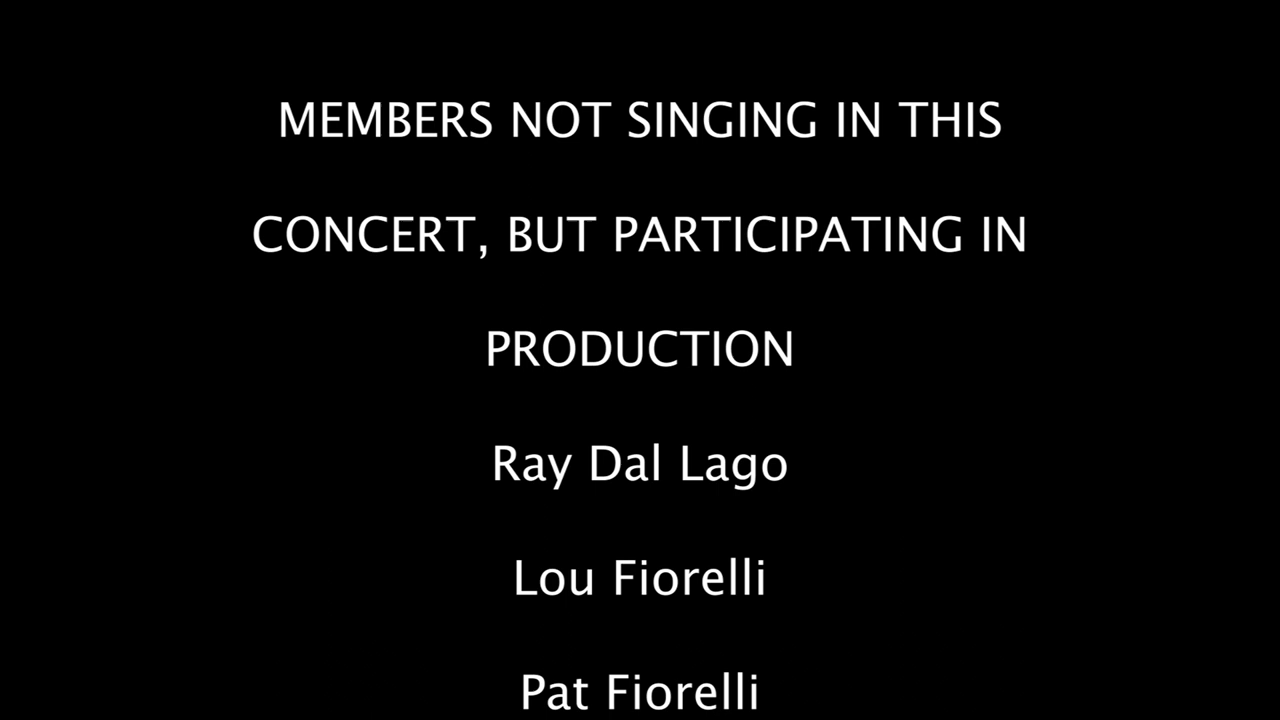 MEMBERS NOT SINGING IN THIS
CONCERT, BUT PARTICIPATING IN
PRODUCTION
Ray Dal Lago
Lou Fiorelli
Pat Fiorelli